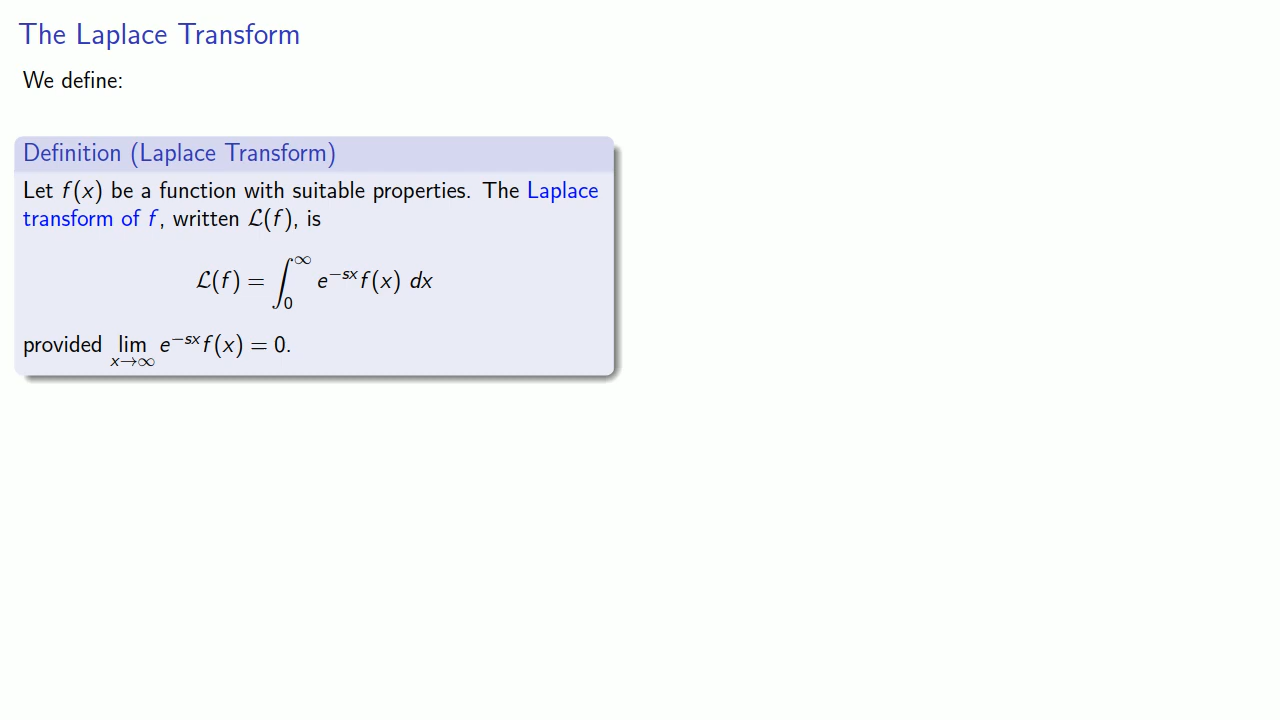 The Laplace Transform
We define:
Definition (Laplace Transform)
Let f(x) be a function with suitable properties. The Laplace
transform of f, written ℒ(f), is
ℒ(f) = ∫₀^∞ e^{−sx} f(x) dx
provided lim_{x→∞} e^{−sx} f(x) = 0.